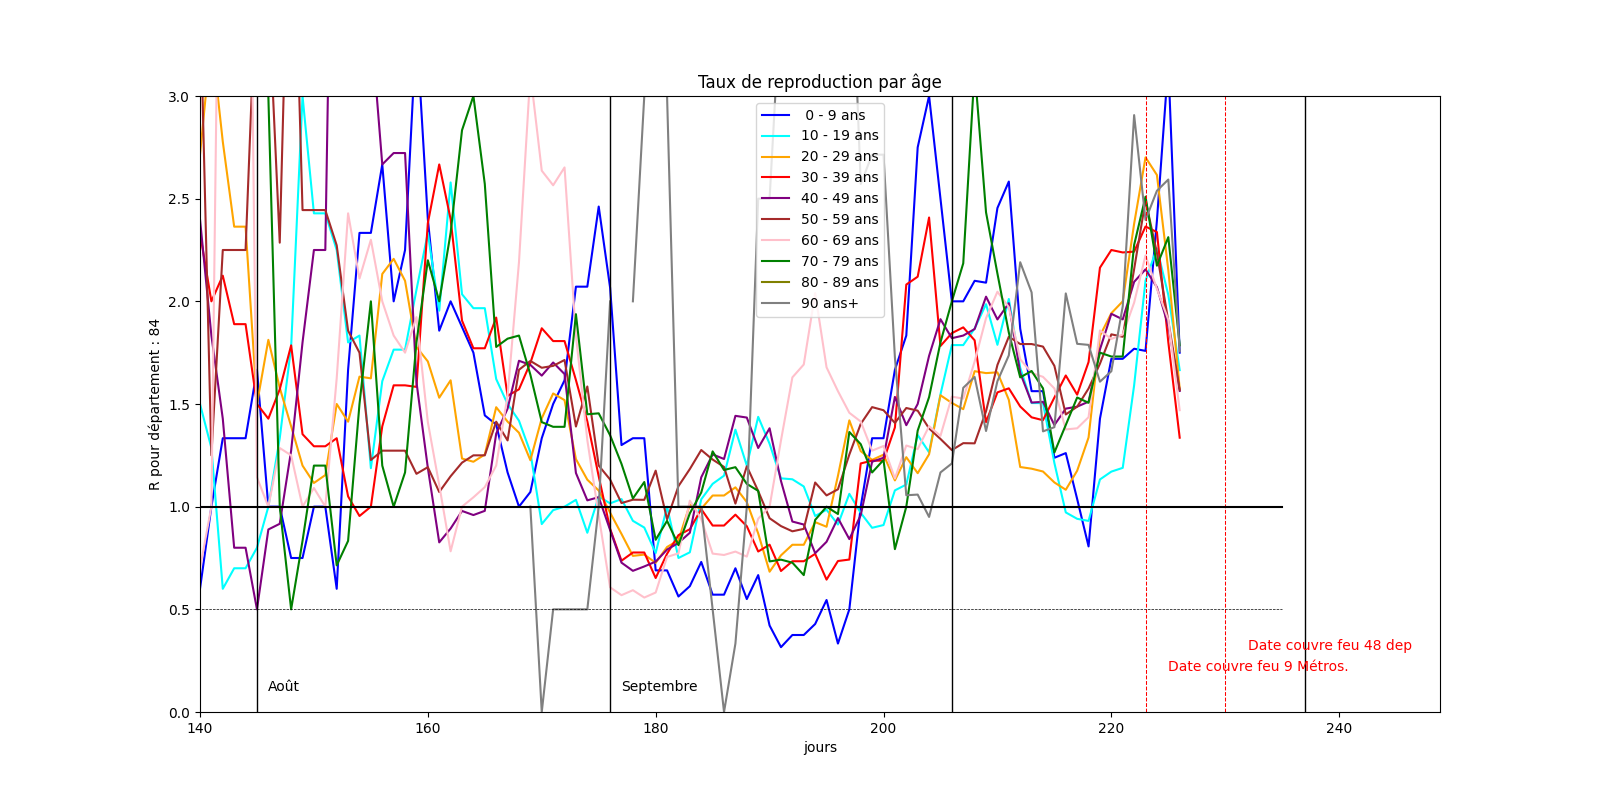 Taux de reproduction par âge
R pour département : 84
3.0
2.5
2.0
1.5
1.0
0.5
0.0
0 - 9 ans
10 - 19 ans
20 - 29 ans
30 - 39 ans
40 - 49 ans
50 - 59 ans
60 - 69 ans
70 - 79 ans
80 - 89 ans
90 ans+
Date couvre feu 48 dep
Date couvre feu 9 Métros.
Août
Septembre
140
160
180
200
220
240
jours